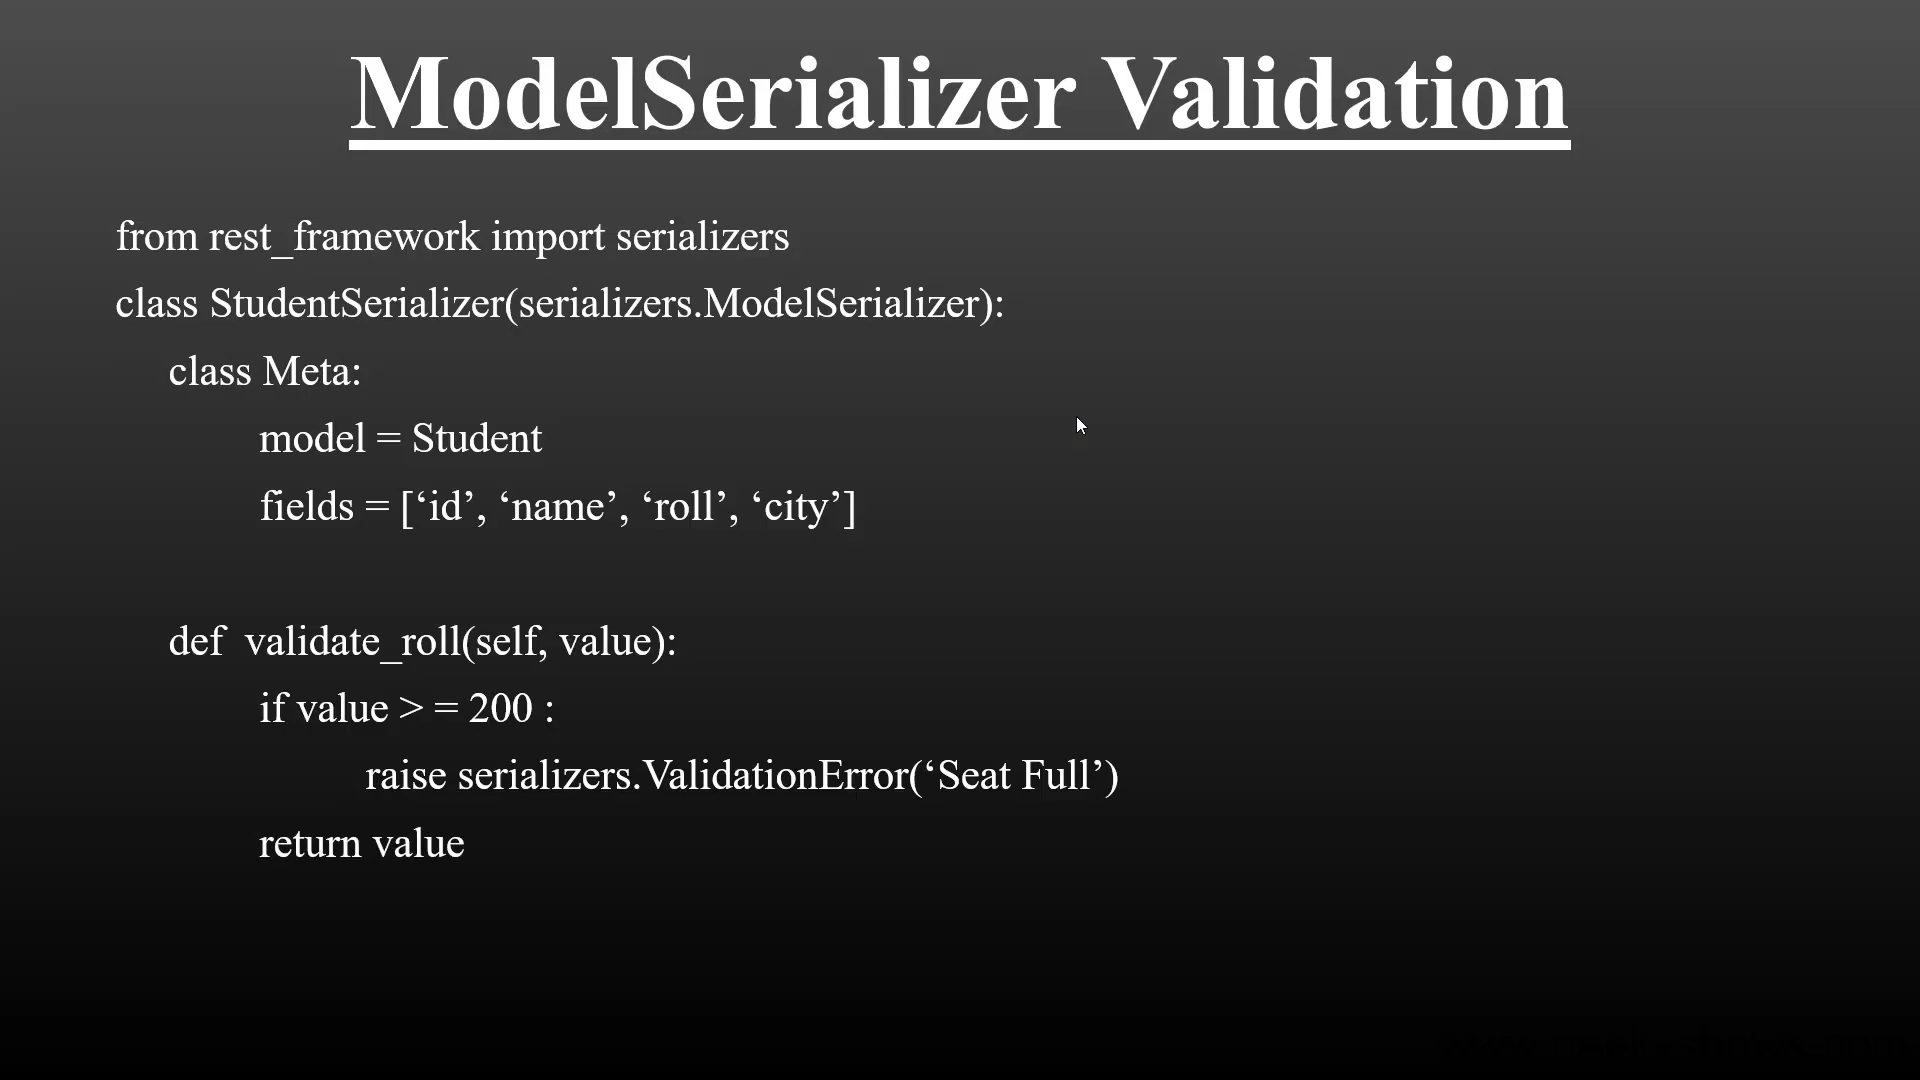 ModelSerializer Validation
from rest_framework import serializers
class StudentSerializer(serializers.ModelSerializer):
class Meta:
model = Student
fields = [‘id’, ‘name’, ‘roll’, ‘city’]
def  validate_roll(self, value):
if value > = 200 :
raise serializers.ValidationError(‘Seat Full’)
return value